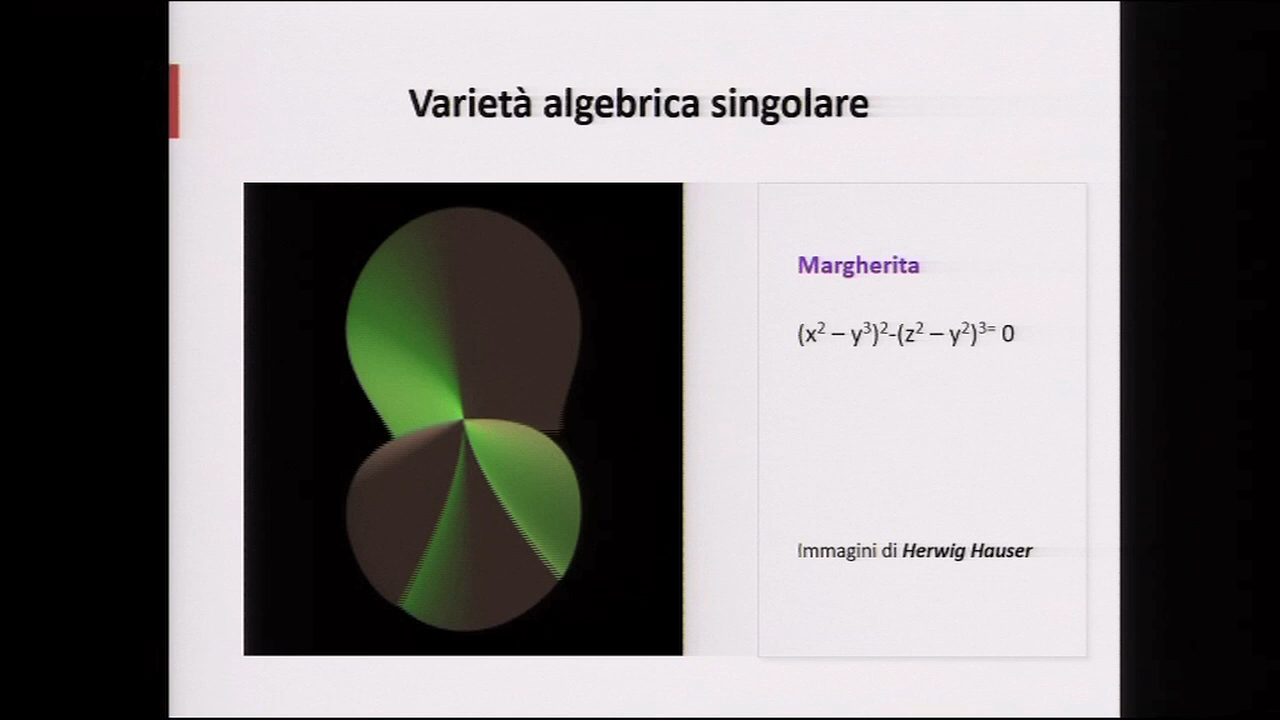 Varietà algebrica singolare
Margherita
(x² – y³)²-(z² – y²)³⁼ 0
Immagini di Herwig Hauser